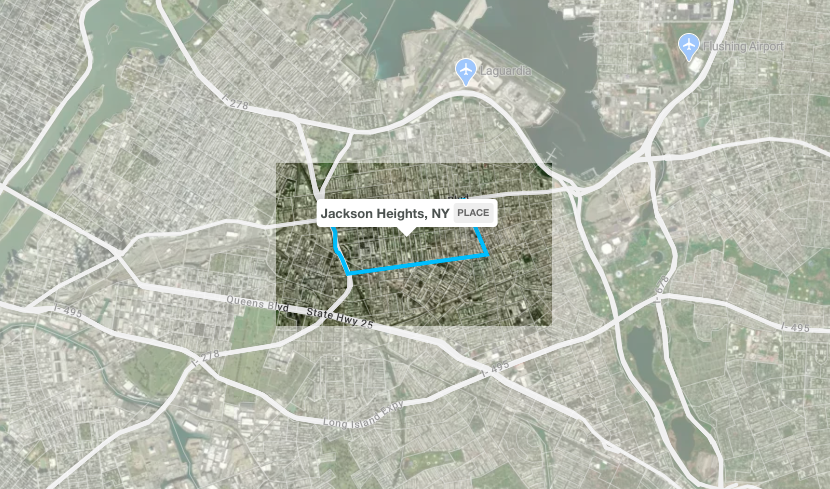 Flushing Airport
Laguardia
I- 278
Jackson Heights, NY PLACE
I- 678
Queens Blvd
State Hwy 25
I- 495
I- 495
I- 278
I- 495
Long Island Expy